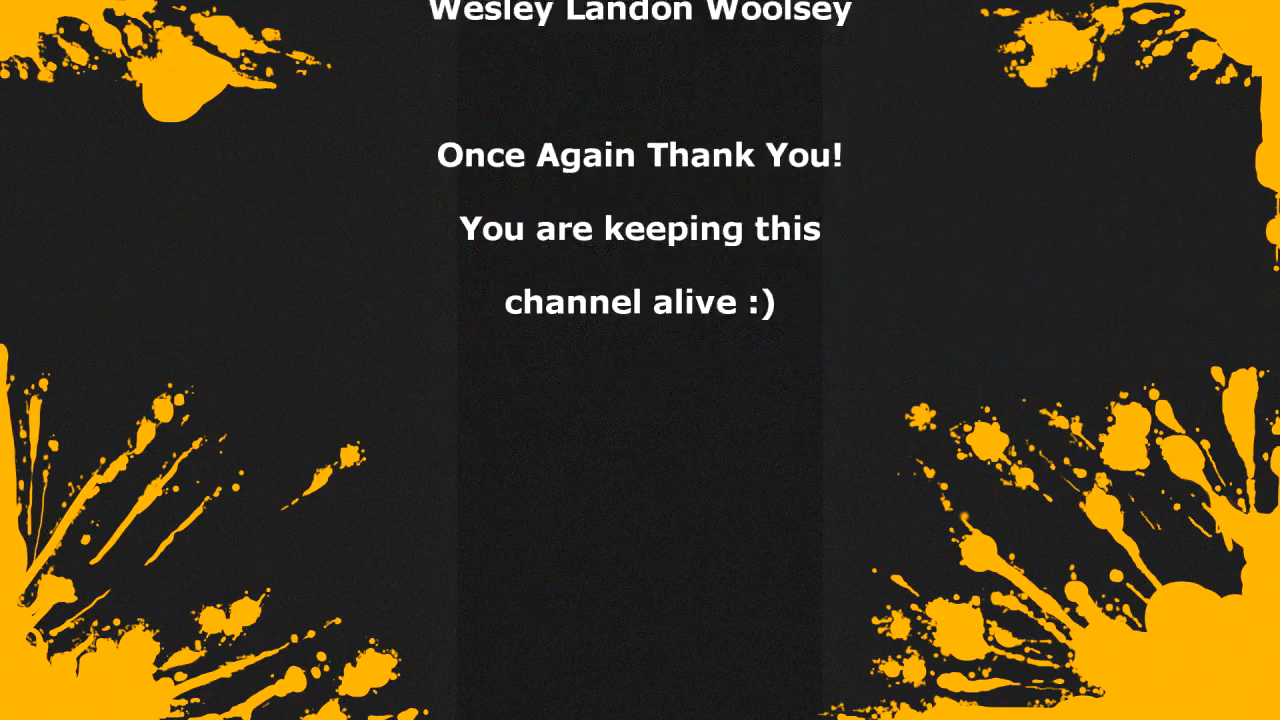 Wesley Landon Woolsey
Once Again Thank You!
You are keeping this
channel alive :)